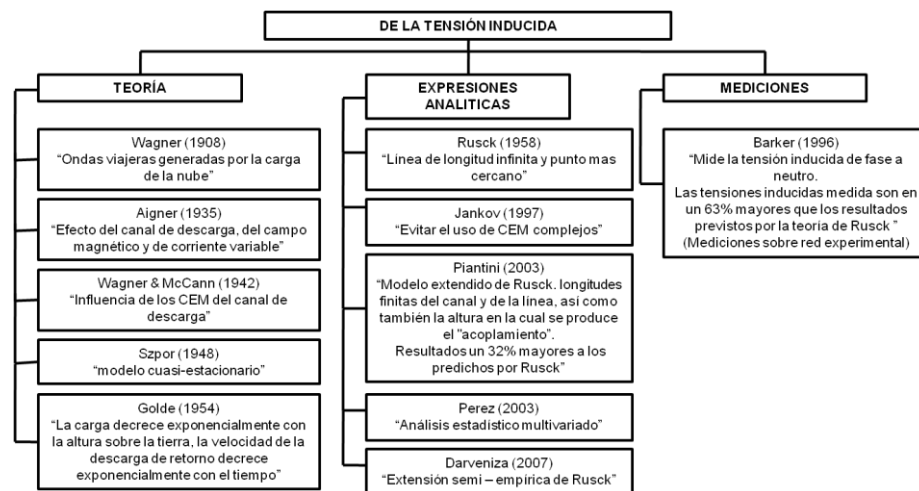 DE LA TENSIÓN INDUCIDA
TEORÍA
Wagner (1908)
“Ondas viajeras generadas por la carga
de la nube”
Aigner (1935)
“Efecto del canal de descarga, del campo
magnético y de corriente variable”
Wagner & McCann (1942)
“Influencia de los CEM del canal de
descarga”
Szpor (1948)
“modelo cuasi-estacionario”
Golde (1954)
“La carga decrece exponencialmente con
la altura sobre la tierra, la velocidad de la
descarga de retorno decrece
exponencialmente con el tiempo”
EXPRESIONES
ANALITICAS
Rusck (1958)
“Línea de longitud infinita y punto mas
cercano”
Jankov (1997)
“Evitar el uso de CEM complejos”
Piantini (2003)
“Modelo extendido de Rusck. longitudes
finitas del canal y de la línea, así como
también la altura en la cual se produce
el "acoplamiento".
Resultados un 32% mayores a los
predichos por Rusck”
Perez (2003)
“Análisis estadístico multivariado”
Darveniza (2007)
“Extensión semi – empírica de Rusck”
MEDICIONES
Barker (1996)
“Mide la tensión inducida de fase a
neutro.
Las tensiones inducidas medida son en
un 63% mayores que los resultados
previstos por la teoría de Rusck ”
(Mediciones sobre red experimental)